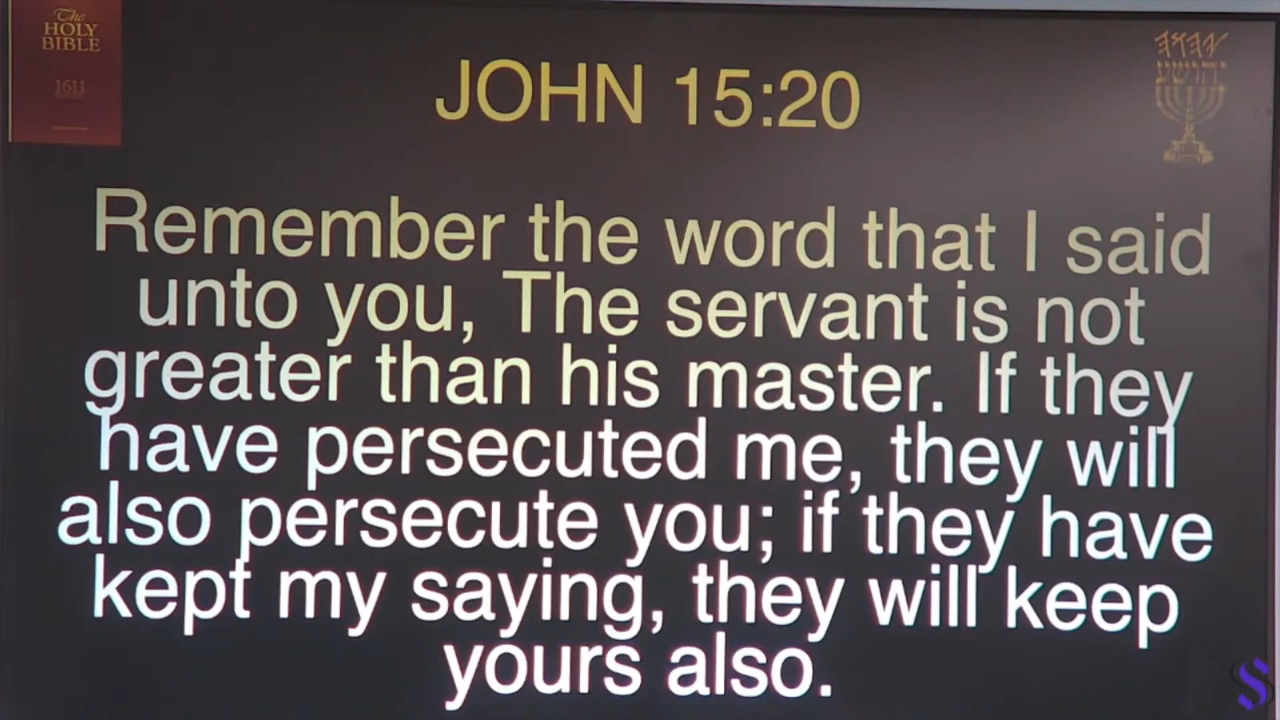 The
HOLY
BIBLE
1611
JOHN 15:20
Remember the word that I said
unto you, The servant is not
greater than his master. If they
have persecuted me, they will
also persecute you; if they have
kept my saying, they will keep
yours also.